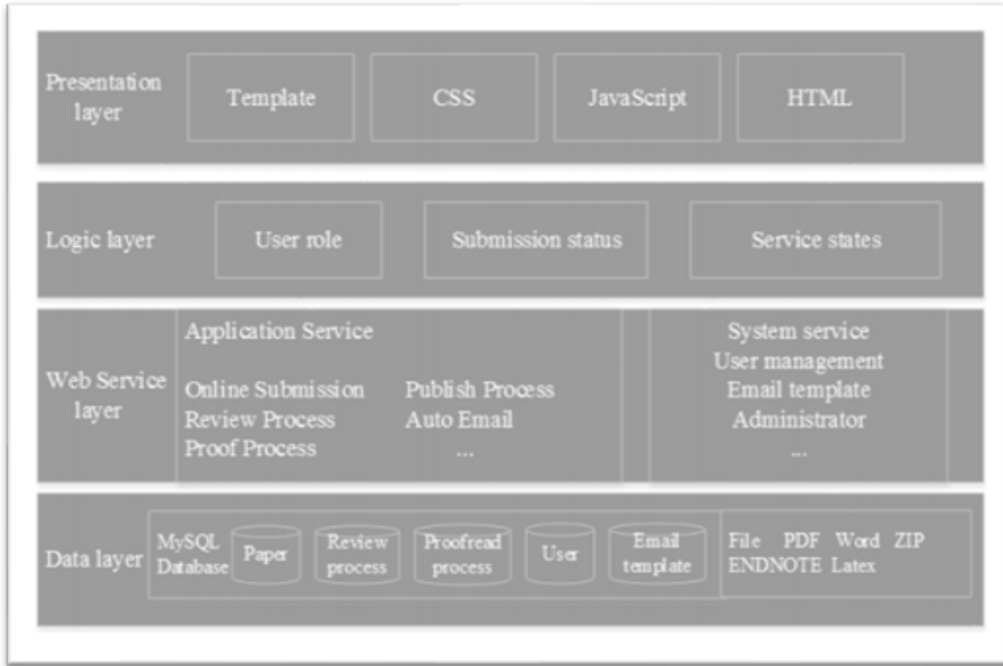 Presentation
layer
Template
CSS
JavaScript
HTML
Logic layer
User role
Submission status
Service states
Web Service
layer
Application Service
Online Submission
Publish Process
Review Process
Auto Email
Proof Process
...
System service
User management
Email template
Administrator
...
Data layer
MySQL
Database
Paper
Review
process
Proofread
process
User
Email
template
File PDF Word ZIP
ENDNOTE Latex